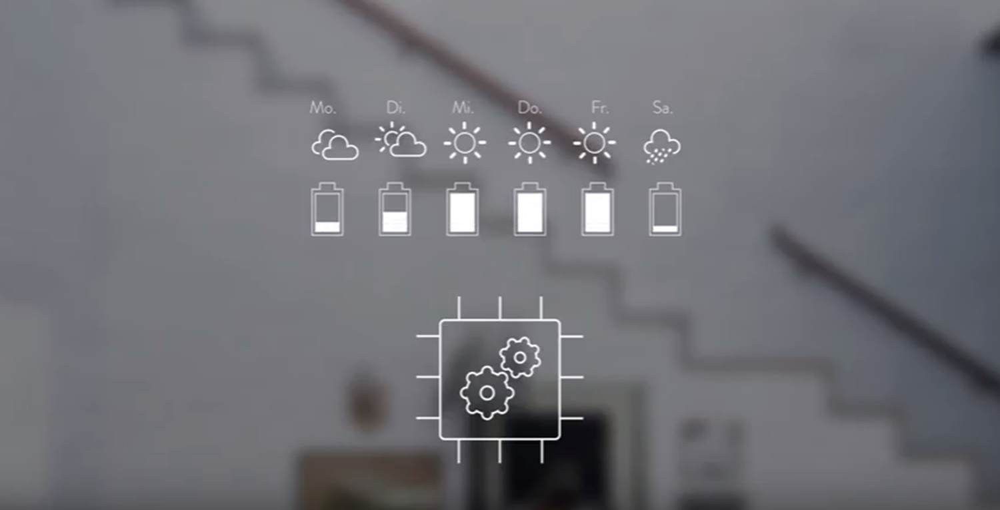 Mo. Di. Mi. Do. Fr. Sa.